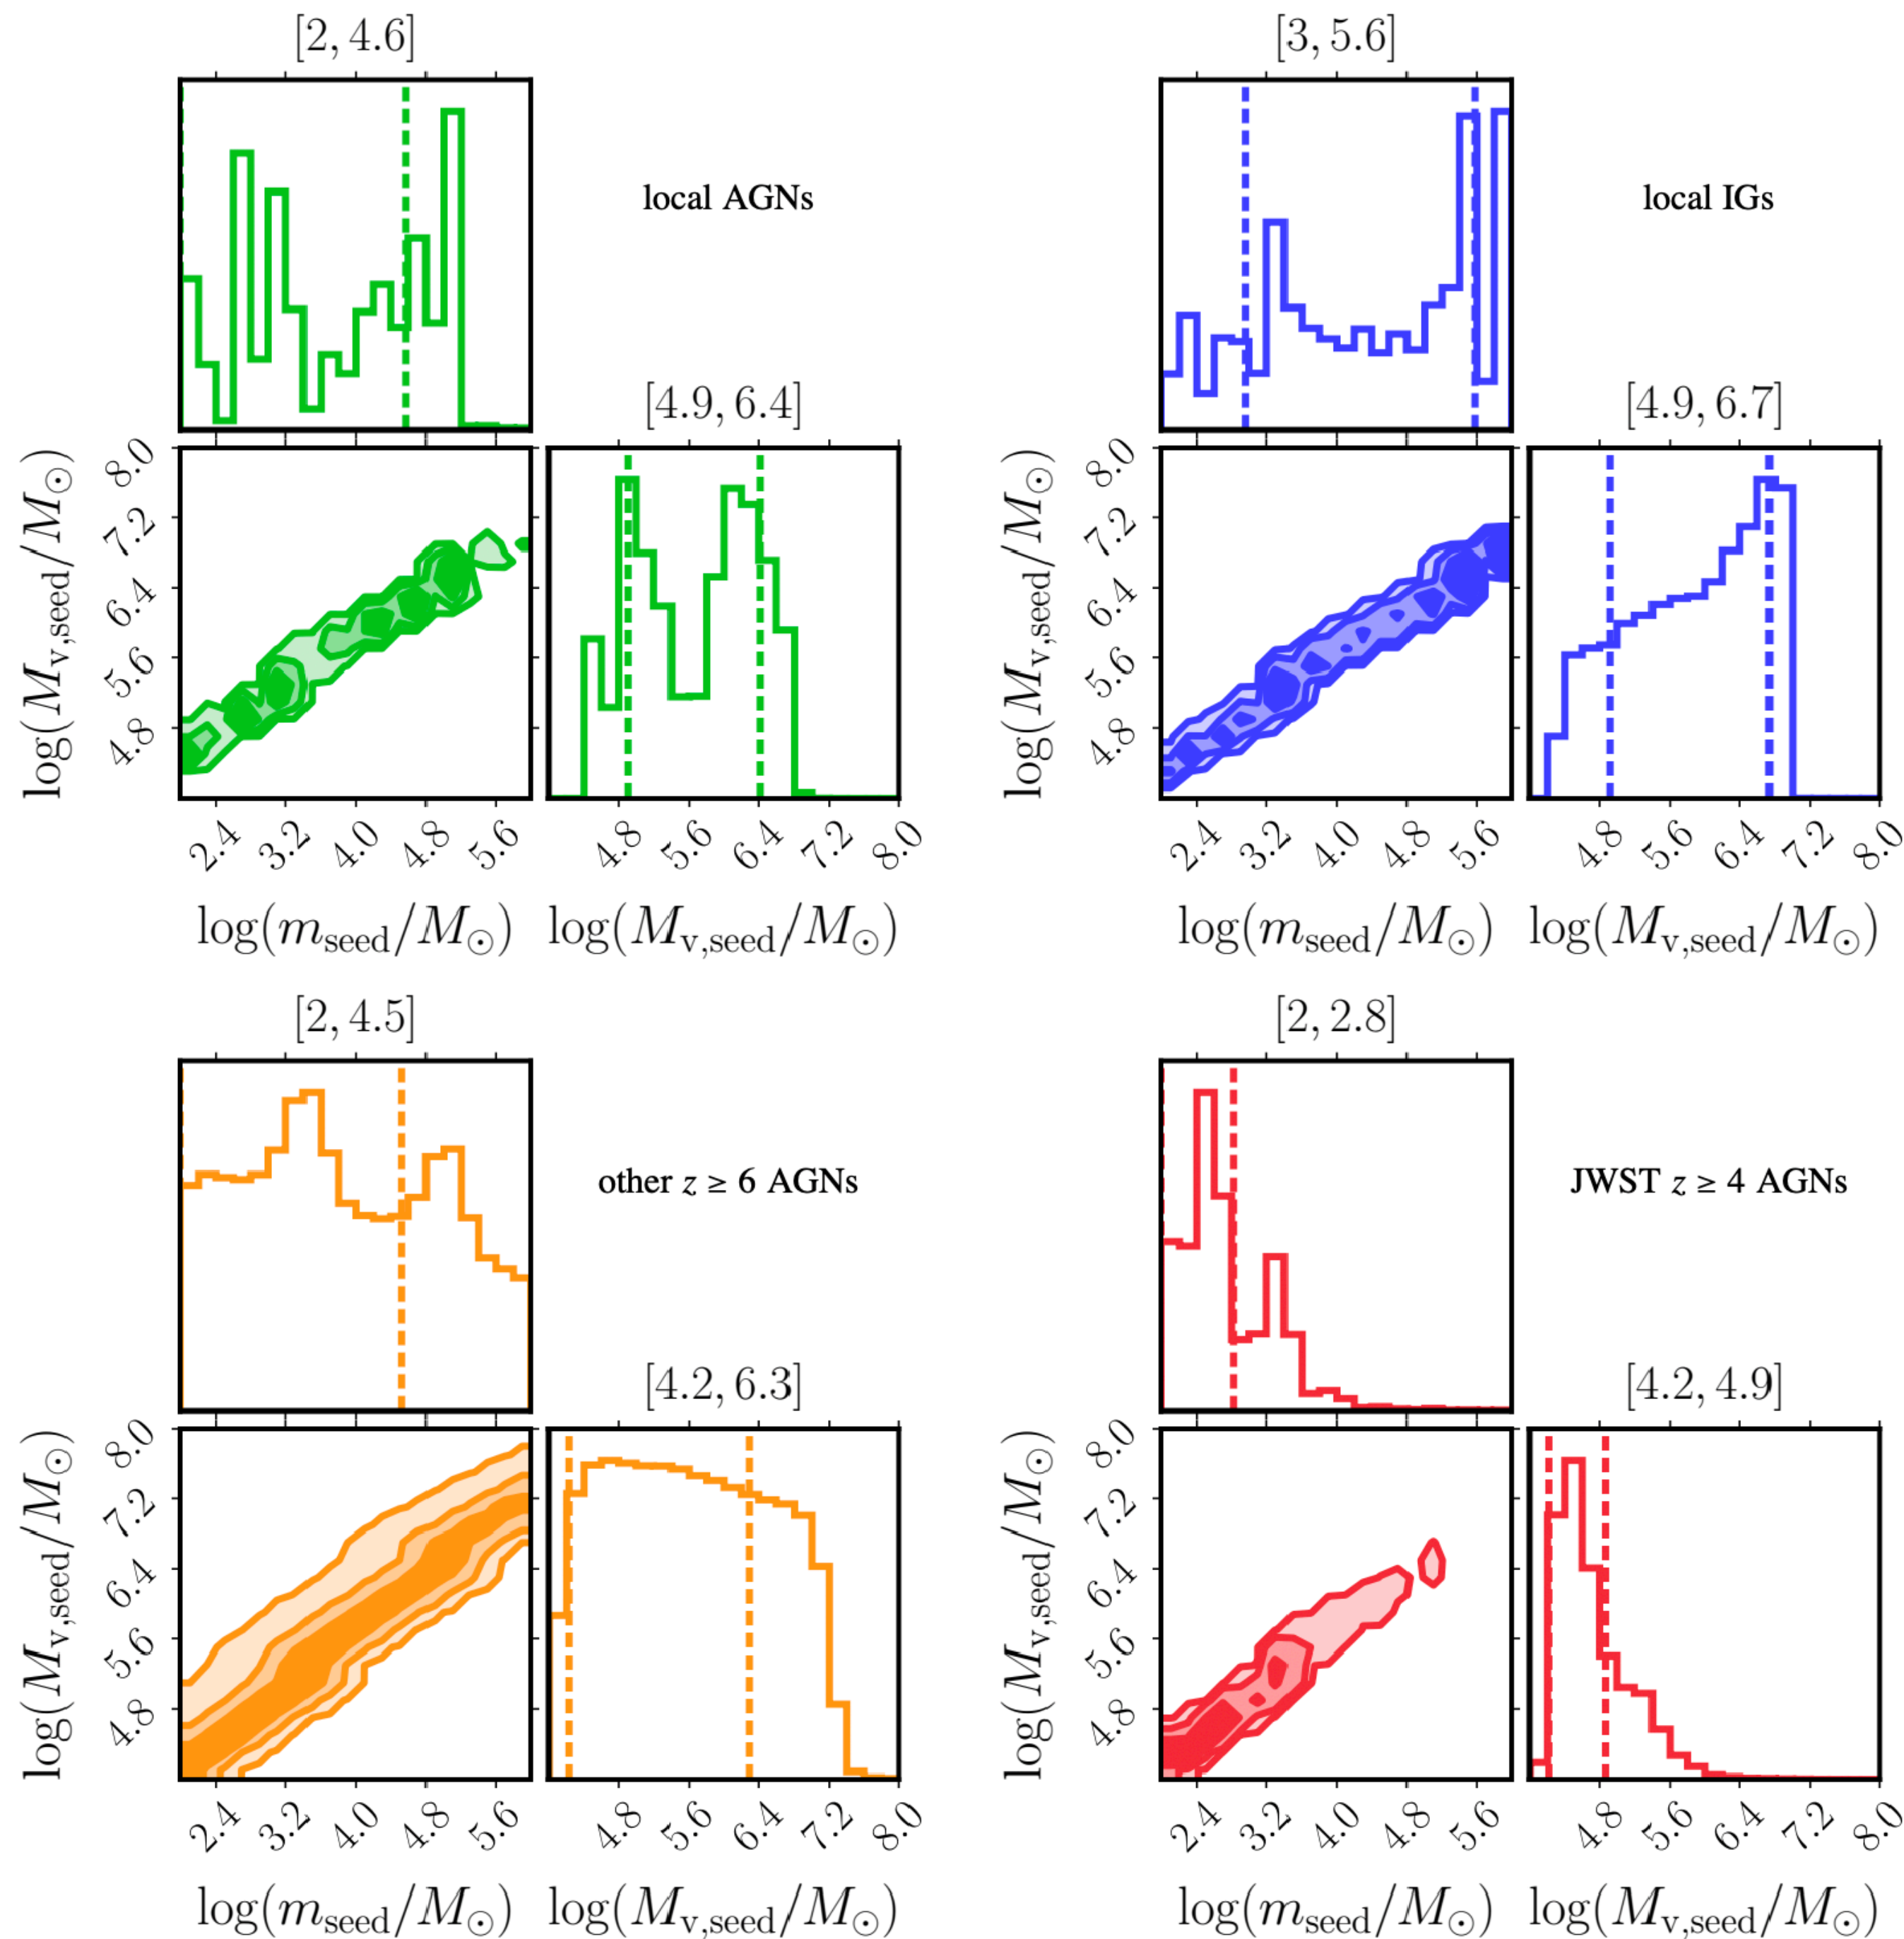 [2, 4.6]
local AGNs
[4.9, 6.4]
log(M_v,seed/M_⊙)
8.0
7.2
6.4
5.6
4.8
2.4 3.2 4.0 4.8 5.6
4.8 5.6 6.4 7.2 8.0
log(m_seed/M_⊙) log(M_v,seed/M_⊙)
[3, 5.6]
local IGs
[4.9, 6.7]
log(M_v,seed/M_⊙)
8.0
7.2
6.4
5.6
4.8
2.4 3.2 4.0 4.8 5.6
4.8 5.6 6.4 7.2 8.0
log(m_seed/M_⊙) log(M_v,seed/M_⊙)
[2, 4.5]
other z ≥ 6 AGNs
[4.2, 6.3]
log(M_v,seed/M_⊙)
8.0
7.2
6.4
5.6
4.8
2.4 3.2 4.0 4.8 5.6
4.8 5.6 6.4 7.2 8.0
log(m_seed/M_⊙) log(M_v,seed/M_⊙)
[2, 2.8]
JWST z ≥ 4 AGNs
[4.2, 4.9]
log(M_v,seed/M_⊙)
8.0
7.2
6.4
5.6
4.8
2.4 3.2 4.0 4.8 5.6
4.8 5.6 6.4 7.2 8.0
log(m_seed/M_⊙) log(M_v,seed/M_⊙)